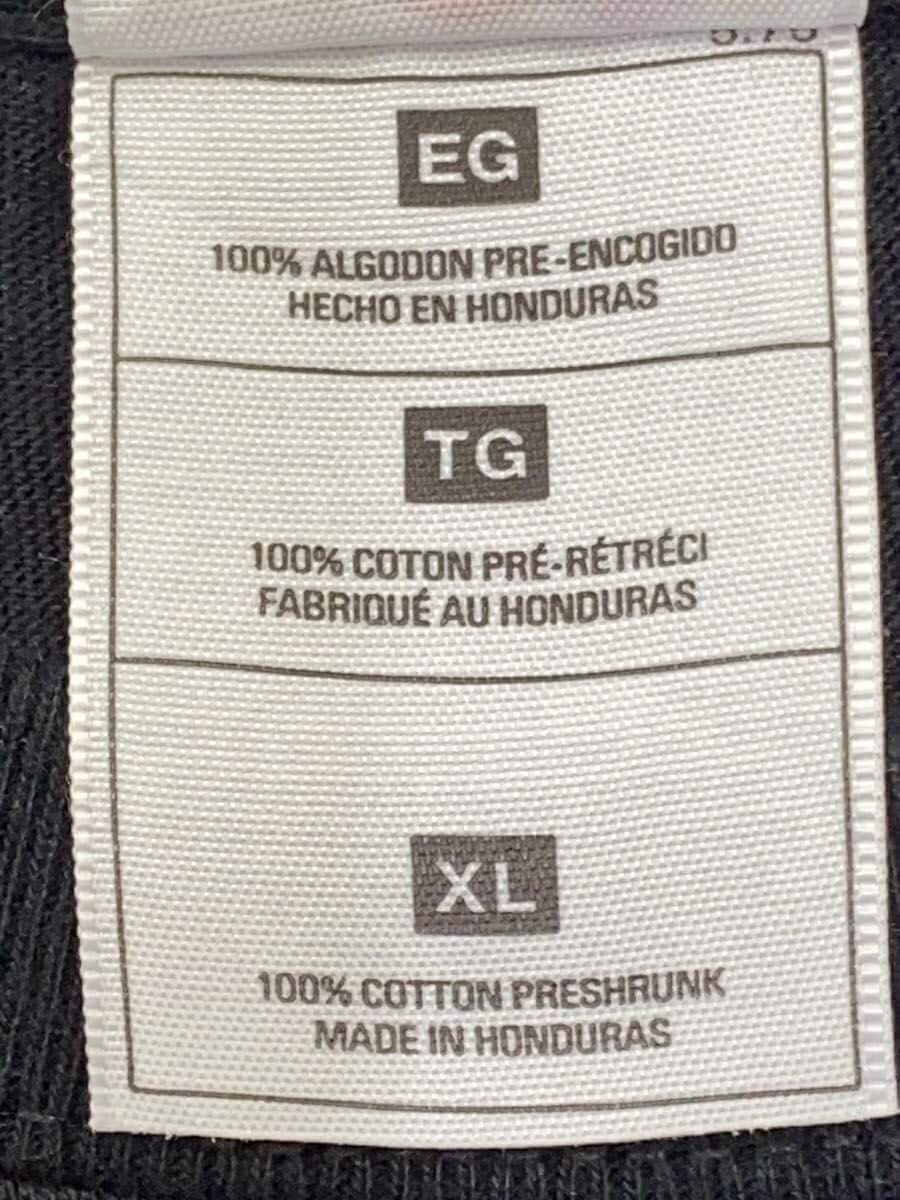 EG
100% ALGODON PRE-ENCOGIDO
HECHO EN HONDURAS
TG
100% COTON PRÉ-RÉTRÉCI
FABRIQUÉ AU HONDURAS
XL
100% COTTON PRESHRUNK
MADE IN HONDURAS